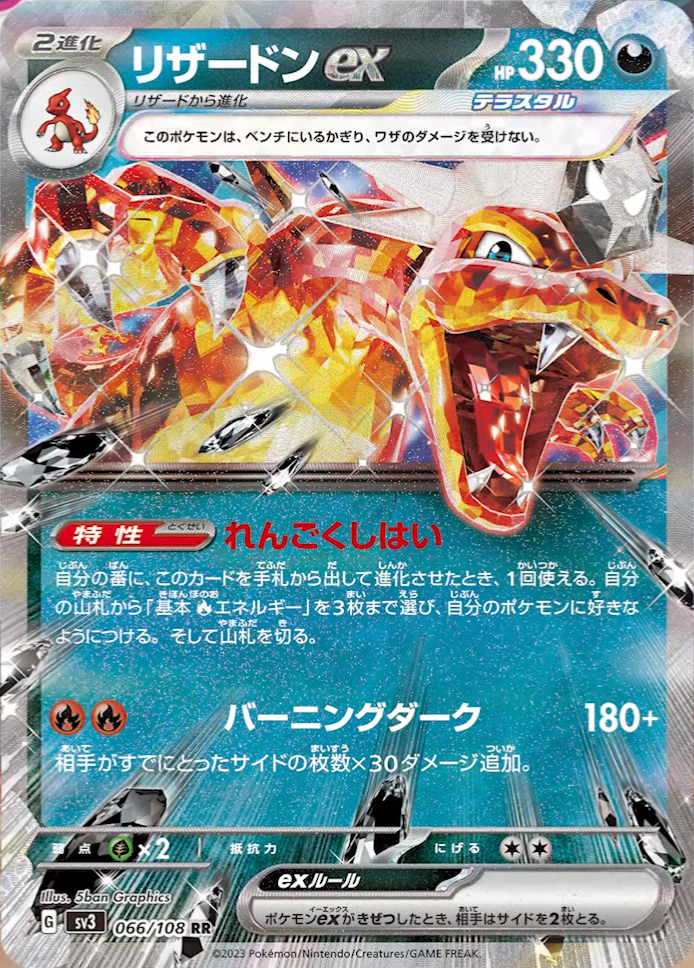 2進化 リザードンex HP330
リザードから進化 テラスタル
このポケモンは、ベンチにいるかぎり、ワザのダメージを受けない。
特性 とくせい れんごくしはい
自分の番に、このカードを手札から出して進化させたとき、1回使える。自分
の山札から「基本エネルギー」を3枚まで選び、自分のポケモンに好きな
ようにつける。そして山札を切る。
バーニングダーク 180+
相手がすでにとったサイドの枚数×30ダメージ追加。
弱点 ×2 抵抗力 にげる
Illus. 5ban Graphics
exルール
ポケモンexがきぜつしたとき、相手はサイドを2枚とる。
G sv3 066/108 RR
©2023 Pokémon/Nintendo/Creatures/GAME FREAK.